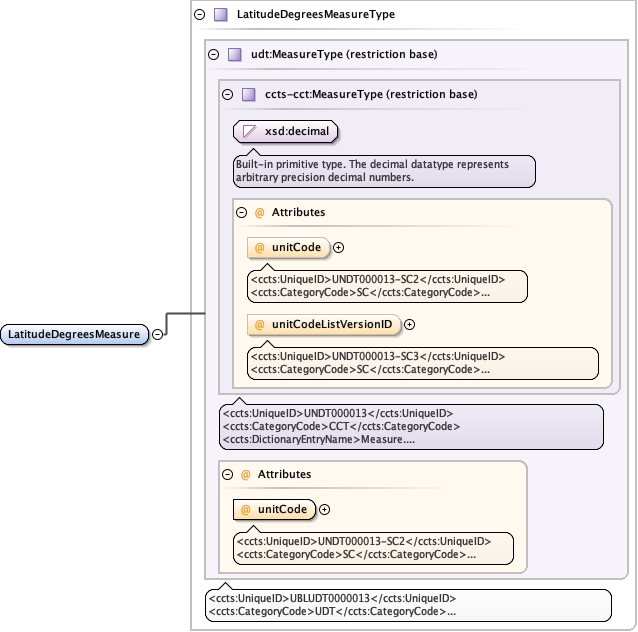 LatitudeDegreesMeasureType
udt:MeasureType (restriction base)
ccts-cct:MeasureType (restriction base)
xsd:decimal
Built-in primitive type. The decimal datatype represents
arbitrary precision decimal numbers.
@ Attributes
@ unitCode
<ccts:UniqueID>UNDT000013-SC2</ccts:UniqueID>
<ccts:CategoryCode>SC</ccts:CategoryCode>...
@ unitCodeListVersionID
<ccts:UniqueID>UNDT000013-SC3</ccts:UniqueID>
<ccts:CategoryCode>SC</ccts:CategoryCode>...
LatitudeDegreesMeasure
<ccts:UniqueID>UNDT000013</ccts:UniqueID>
<ccts:CategoryCode>CCT</ccts:CategoryCode>
<ccts:DictionaryEntryName>Measure....
@ Attributes
@ unitCode
<ccts:UniqueID>UNDT000013-SC2</ccts:UniqueID>
<ccts:CategoryCode>SC</ccts:CategoryCode>...
<ccts:UniqueID>UBLUDT0000013</ccts:UniqueID>
<ccts:CategoryCode>UDT</ccts:CategoryCode>...